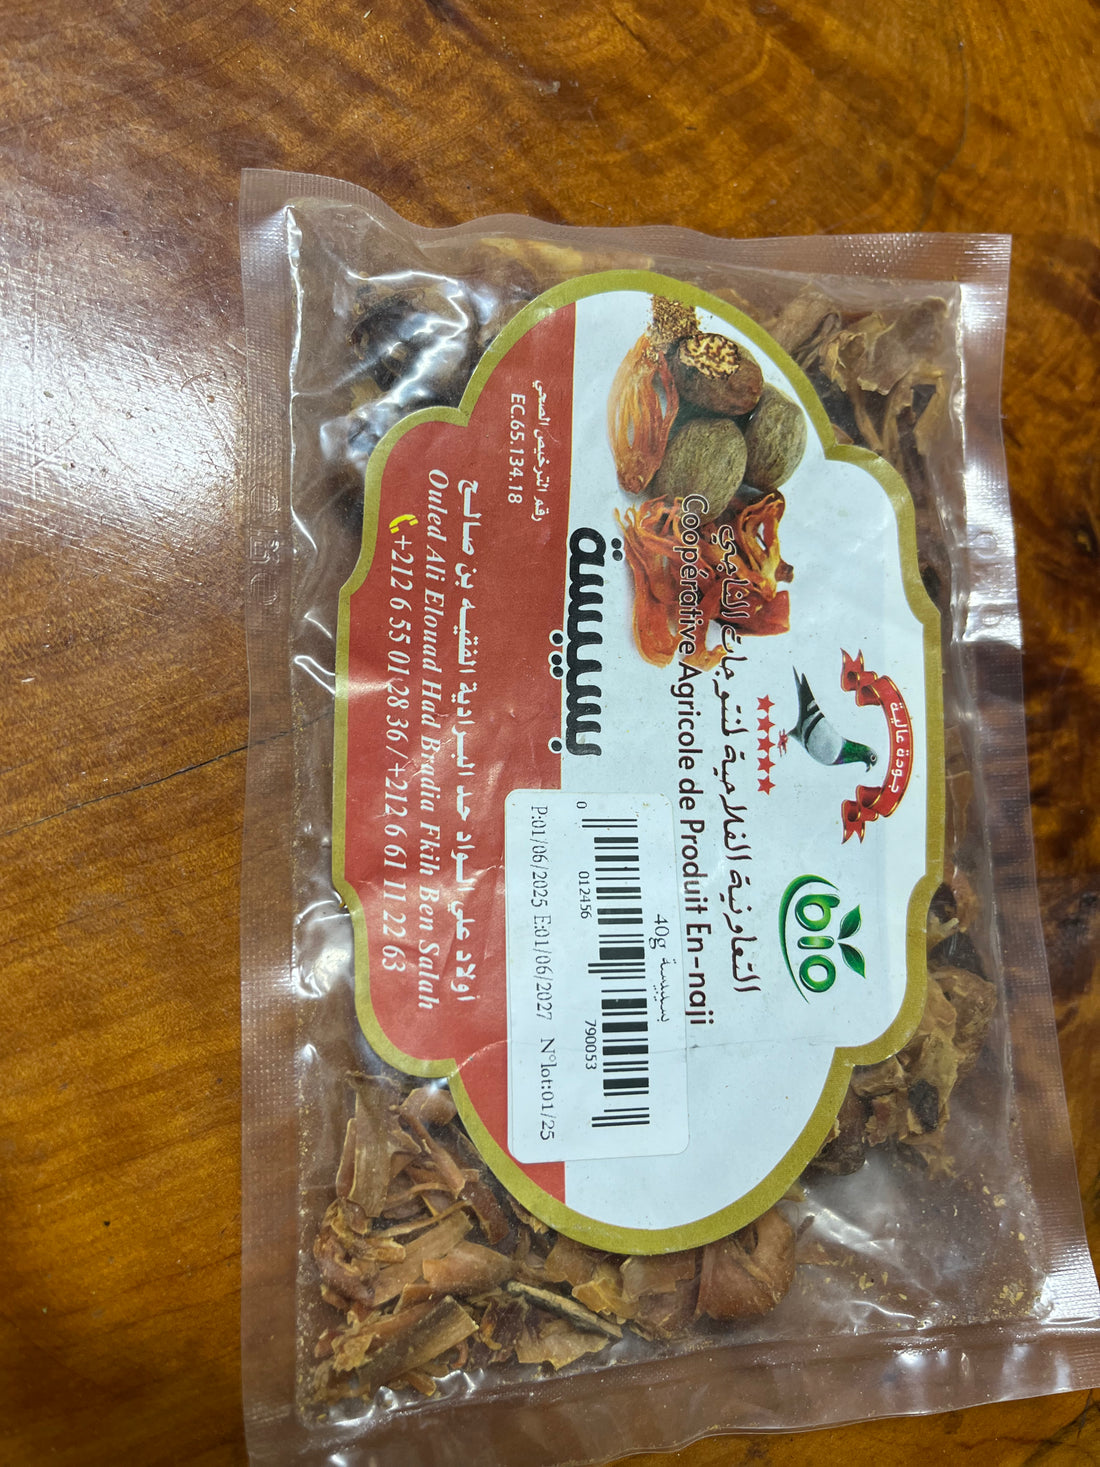 جودة عالية
bio
التعاونية الفلاحية لمنتوجات الناجي
Coopérative Agricole de Produit En-naji
بسيبسة
بسيبسة 40g
0 012456 790053
P:01/06/2025 E:01/06/2027 N°lot:01/25
رقم الترخيص الصحي
EC.65.134.18
أولاد علي الواد حد البرادية الفقيه بن صالح
Ouled Ali Elouad Had Bradia Fkih Ben Salah
+212 6 55 01 28 36 / +212 6 61 11 22 63